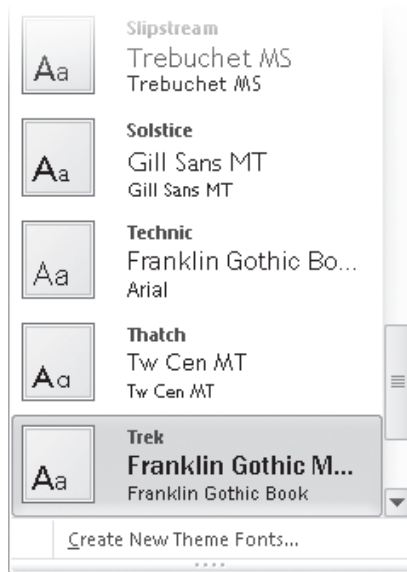 Slipstream
Aa
Trebuchet MS
Trebuchet MS
Solstice
Aa
Gill Sans MT
Gill Sans MT
Technic
Aa
Franklin Gothic Bo...
Arial
Thatch
Aa
Tw Cen MT
Tw Cen MT
Trek
Aa
Franklin Gothic M...
Franklin Gothic Book
Create New Theme Fonts...